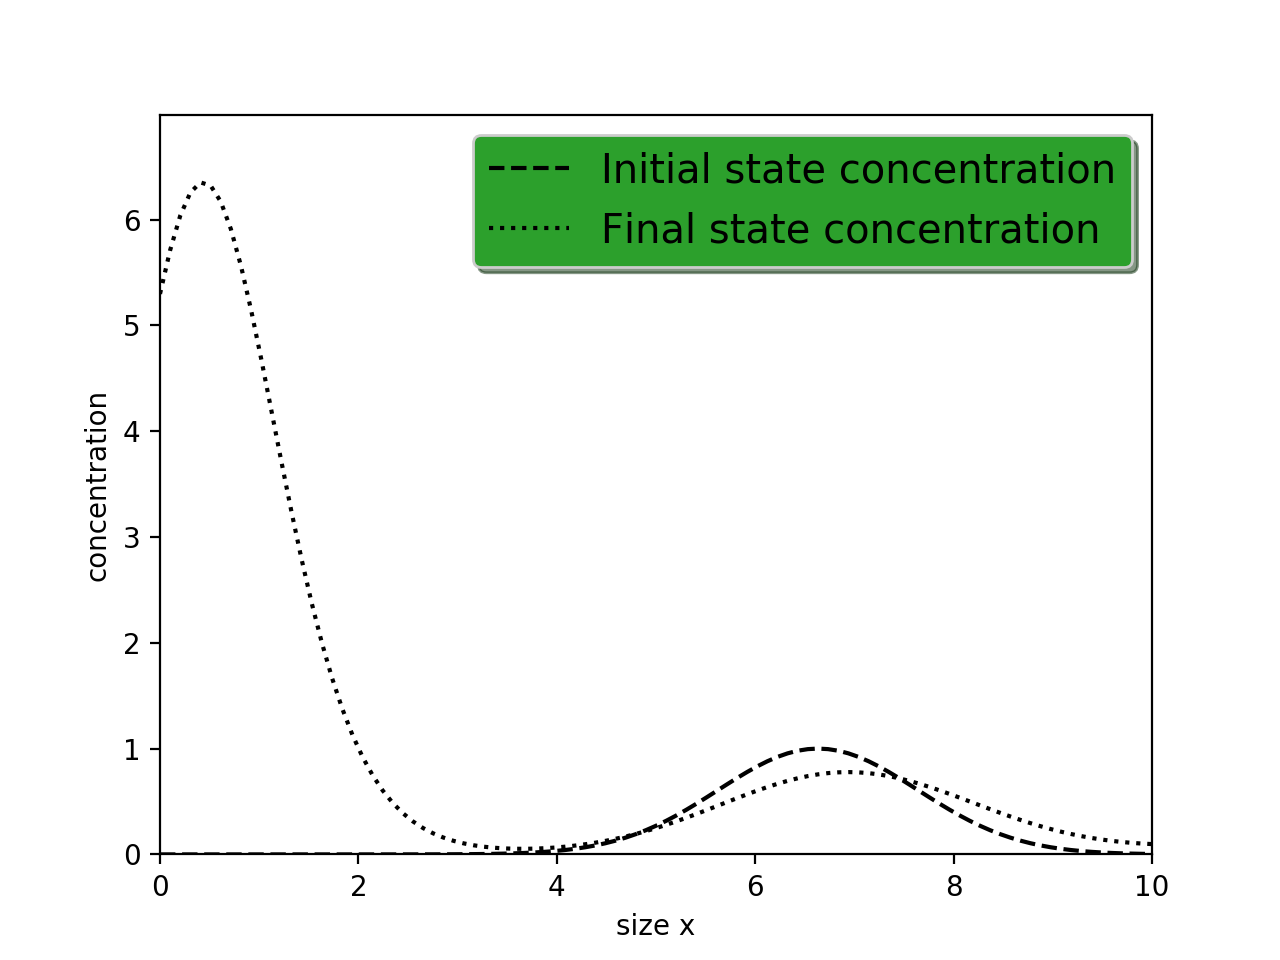 Initial state concentration
Final state concentration
6
5
4
3
2
1
0
concentration
0 2 4 6 8 10
size x